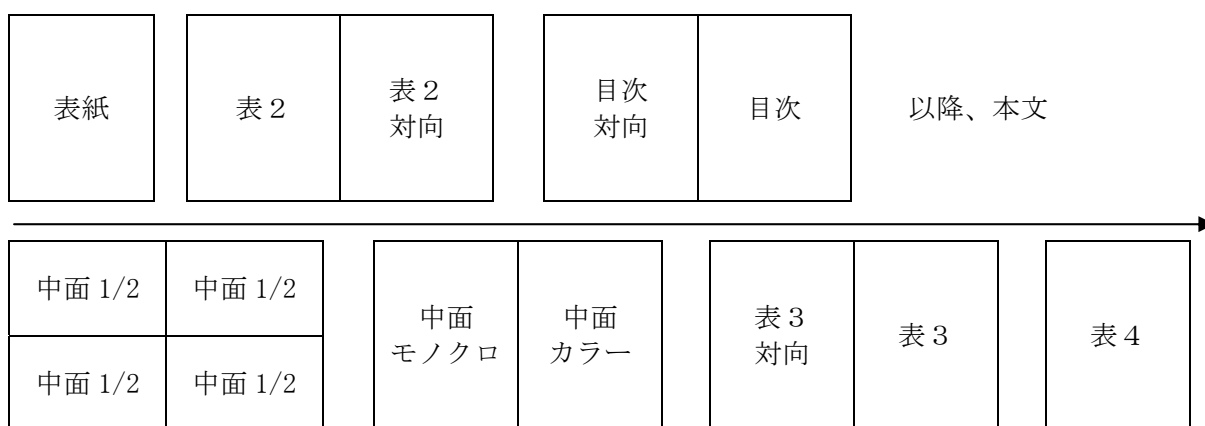 表紙
表２
表２
対向
目次
対向
目次
以降、本文
中面 1/2
中面 1/2
中面 1/2
中面 1/2
中面
モノクロ
中面
カラー
表３
対向
表３
表４